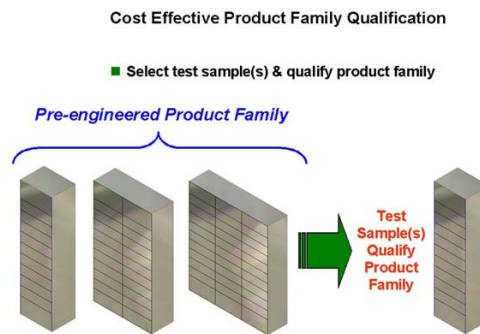 Cost Effective Product Family Qualification
Select test sample(s) & qualify product family
Pre-engineered Product Family
Test
Sample(s)
Qualify
Product
Family